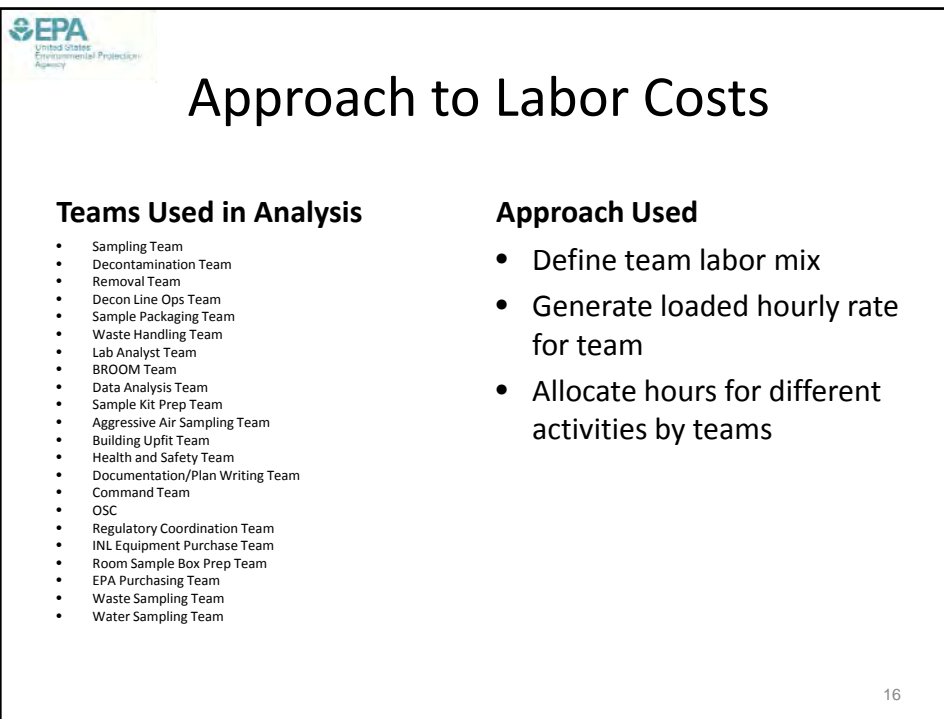 EPA
United States
Environmental Protection
Agency
Approach to Labor Costs
Teams Used in Analysis
• Sampling Team
• Decontamination Team
• Removal Team
• Decon Line Ops Team
• Sample Packaging Team
• Waste Handling Team
• Lab Analyst Team
• BROOM Team
• Data Analysis Team
• Sample Kit Prep Team
• Aggressive Air Sampling Team
• Building Upfit Team
• Health and Safety Team
• Documentation/Plan Writing Team
• Command Team
• OSC
• Regulatory Coordination Team
• INL Equipment Purchase Team
• Room Sample Box Prep Team
• EPA Purchasing Team
• Waste Sampling Team
• Water Sampling Team
Approach Used
• Define team labor mix
• Generate loaded hourly rate
for team
• Allocate hours for different
activities by teams
16